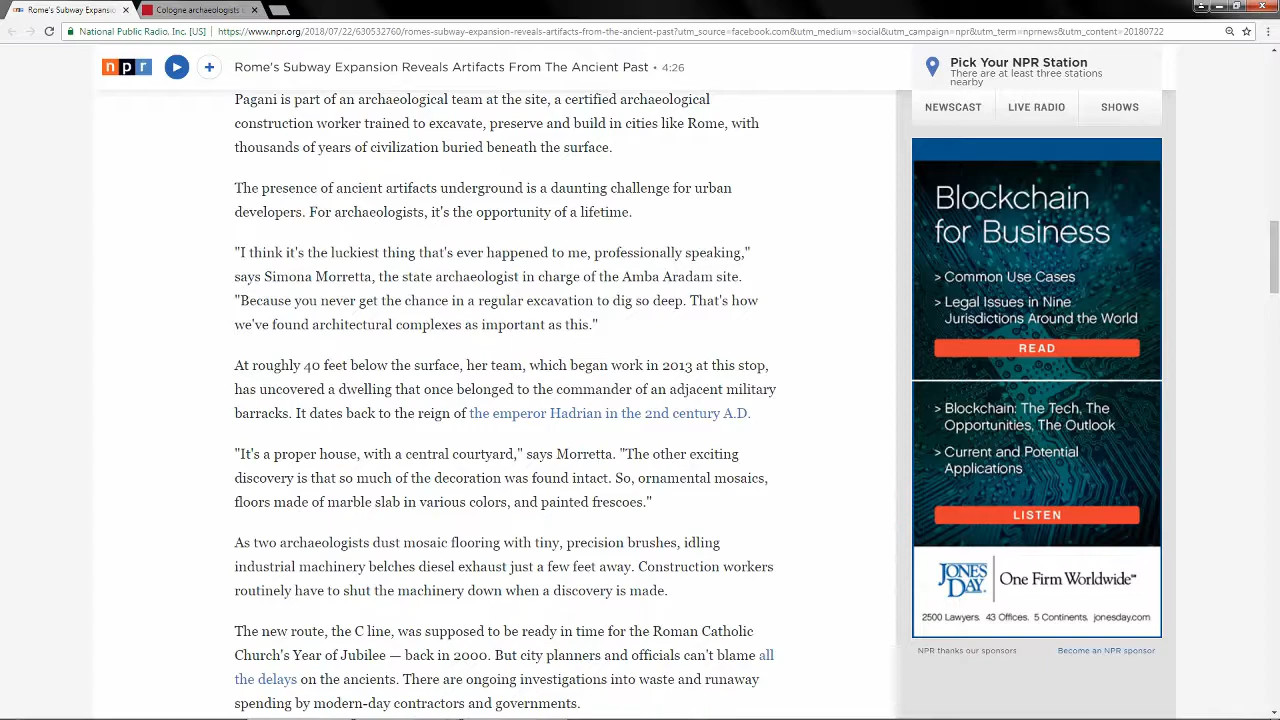 Rome's Subway Expansio
Cologne archaeologists
National Public Radio, Inc. [US]
https://www.npr.org/2018/07/22/630532760/romes-subway-expansion-reveals-artifacts-from-the-ancient-past?utm_source=facebook.com&utm_medium=social&utm_campaign=npr&utm_term=nprnews&utm_content=20180722
npr
Rome's Subway Expansion Reveals Artifacts From The Ancient Past • 4:26
Pagani is part of an archaeological team at the site, a certified archaeological
construction worker trained to excavate, preserve and build in cities like Rome, with
thousands of years of civilization buried beneath the surface.
The presence of ancient artifacts underground is a daunting challenge for urban
developers. For archaeologists, it's the opportunity of a lifetime.
"I think it's the luckiest thing that's ever happened to me, professionally speaking,"
says Simona Morretta, the state archaeologist in charge of the Amba Aradam site.
"Because you never get the chance in a regular excavation to dig so deep. That's how
we've found architectural complexes as important as this."
At roughly 40 feet below the surface, her team, which began work in 2013 at this stop,
has uncovered a dwelling that once belonged to the commander of an adjacent military
barracks. It dates back to the reign of the emperor Hadrian in the 2nd century A.D.
"It's a proper house, with a central courtyard," says Morretta. "The other exciting
discovery is that so much of the decoration was found intact. So, ornamental mosaics,
floors made of marble slab in various colors, and painted frescoes."
As two archaeologists dust mosaic flooring with tiny, precision brushes, idling
industrial machinery belches diesel exhaust just a few feet away. Construction workers
routinely have to shut the machinery down when a discovery is made.
The new route, the C line, was supposed to be ready in time for the Roman Catholic
Church's Year of Jubilee — back in 2000. But city planners and officials can't blame all
the delays on the ancients. There are ongoing investigations into waste and runaway
spending by modern-day contractors and governments.
Pick Your NPR Station
There are at least three stations
nearby
NEWSCAST
LIVE RADIO
SHOWS
Blockchain
for Business
> Common Use Cases
> Legal Issues in Nine
Jurisdictions Around the World
READ
> Blockchain: The Tech, The
Opportunities, The Outlook
> Current and Potential
Applications
LISTEN
JONES
DAY
One Firm Worldwide℠
2500 Lawyers. 43 Offices. 5 Continents. jonesday.com
NPR thanks our sponsors
Become an NPR sponsor